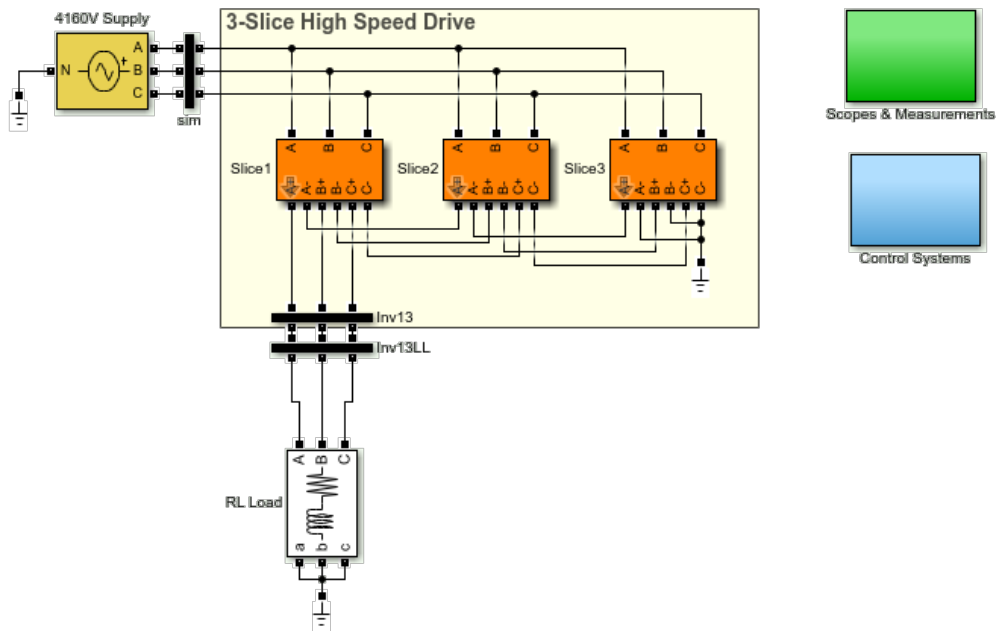 4160V Supply
3-Slice High Speed Drive
N
A
B
C
sim
Scopes & Measurements
Control Systems
Slice1
A B C
A- B+ B- C+ C-
Slice2
A B C
A- B+ B- C+ C-
Slice3
A B C
A- B+ B- C+ C-
Inv13
Inv13LL
RL Load
A B C
a b c